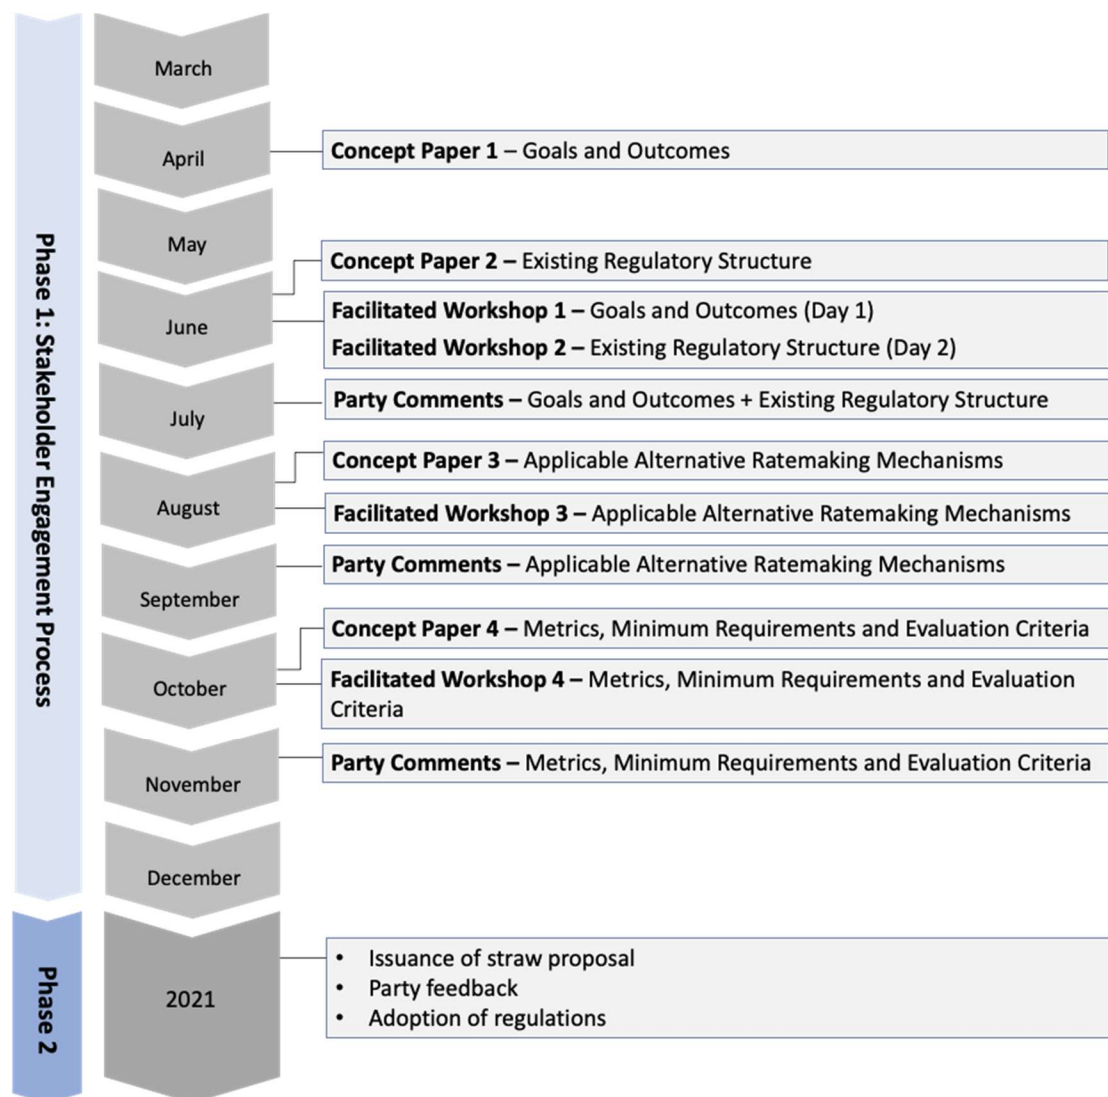 Phase 1: Stakeholder Engagement Process
March
April
Concept Paper 1 – Goals and Outcomes
May
Concept Paper 2 – Existing Regulatory Structure
June
Facilitated Workshop 1 – Goals and Outcomes (Day 1)
Facilitated Workshop 2 – Existing Regulatory Structure (Day 2)
July
Party Comments – Goals and Outcomes + Existing Regulatory Structure
August
Concept Paper 3 – Applicable Alternative Ratemaking Mechanisms
Facilitated Workshop 3 – Applicable Alternative Ratemaking Mechanisms
September
Party Comments – Applicable Alternative Ratemaking Mechanisms
October
Concept Paper 4 – Metrics, Minimum Requirements and Evaluation Criteria
Facilitated Workshop 4 – Metrics, Minimum Requirements and Evaluation
Criteria
November
Party Comments – Metrics, Minimum Requirements and Evaluation Criteria
December
Phase 2
2021
• Issuance of straw proposal
• Party feedback
• Adoption of regulations